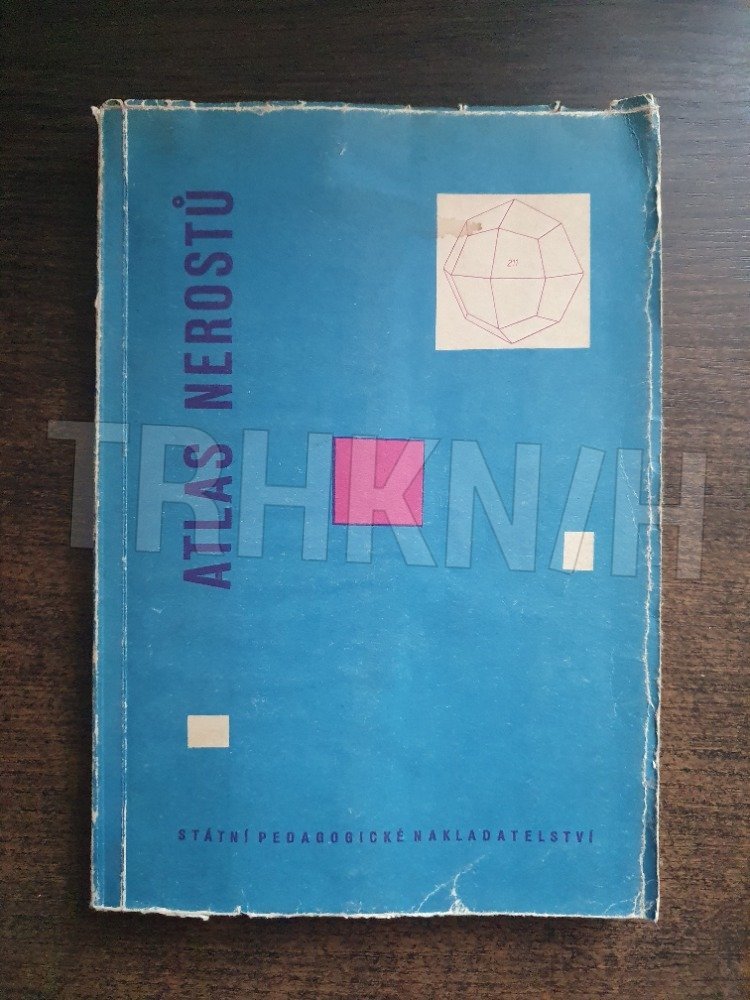 ATLAS NEROSTŮ
211
TRHKNIH
STÁTNÍ PEDAGOGICKÉ NAKLADATELSTVÍ